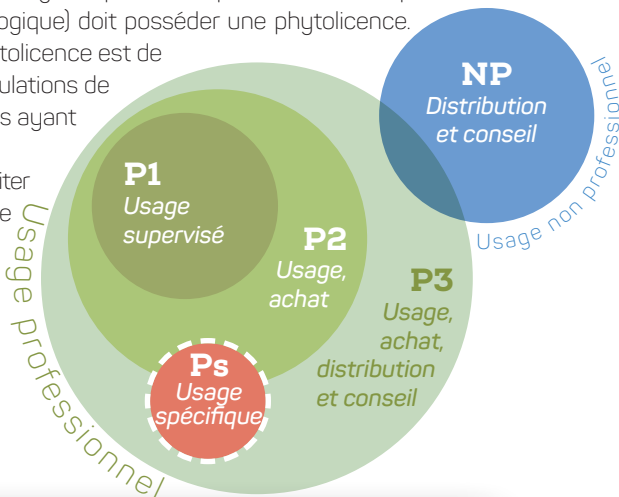 logique) doit posséder une phytolicence.
tolicence est de
ulations de
s ayant
iter
e
NP
Distribution
et conseil
Usage non professionnel
P1
Usage
supervisé
P2
Usage,
achat
P3
Usage,
achat,
distribution
et conseil
Ps
Usage
spécifique
Usage professionnel